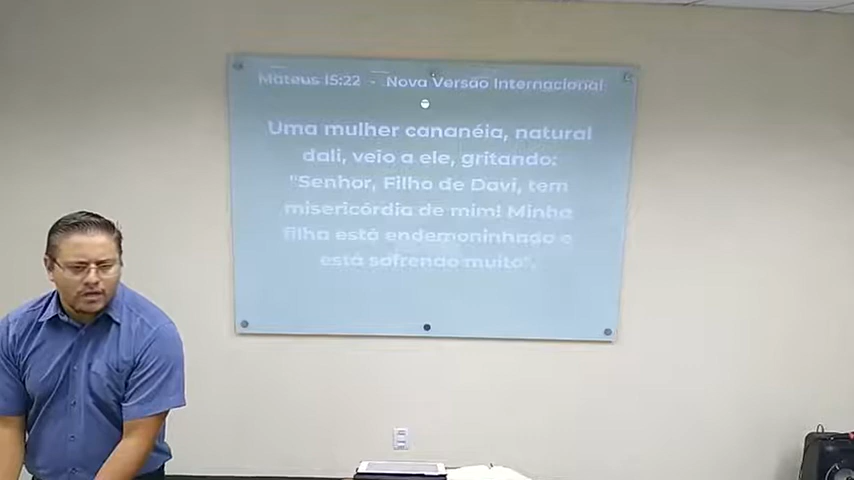 Mateus 15:22 - Nova Versão Internacional
Uma mulher cananéia, natural
dali, veio a ele, gritando:
"Senhor, Filho de Davi, tem
misericórdia de mim! Minha
filha está endemoninhada e
está sofrendo muito".